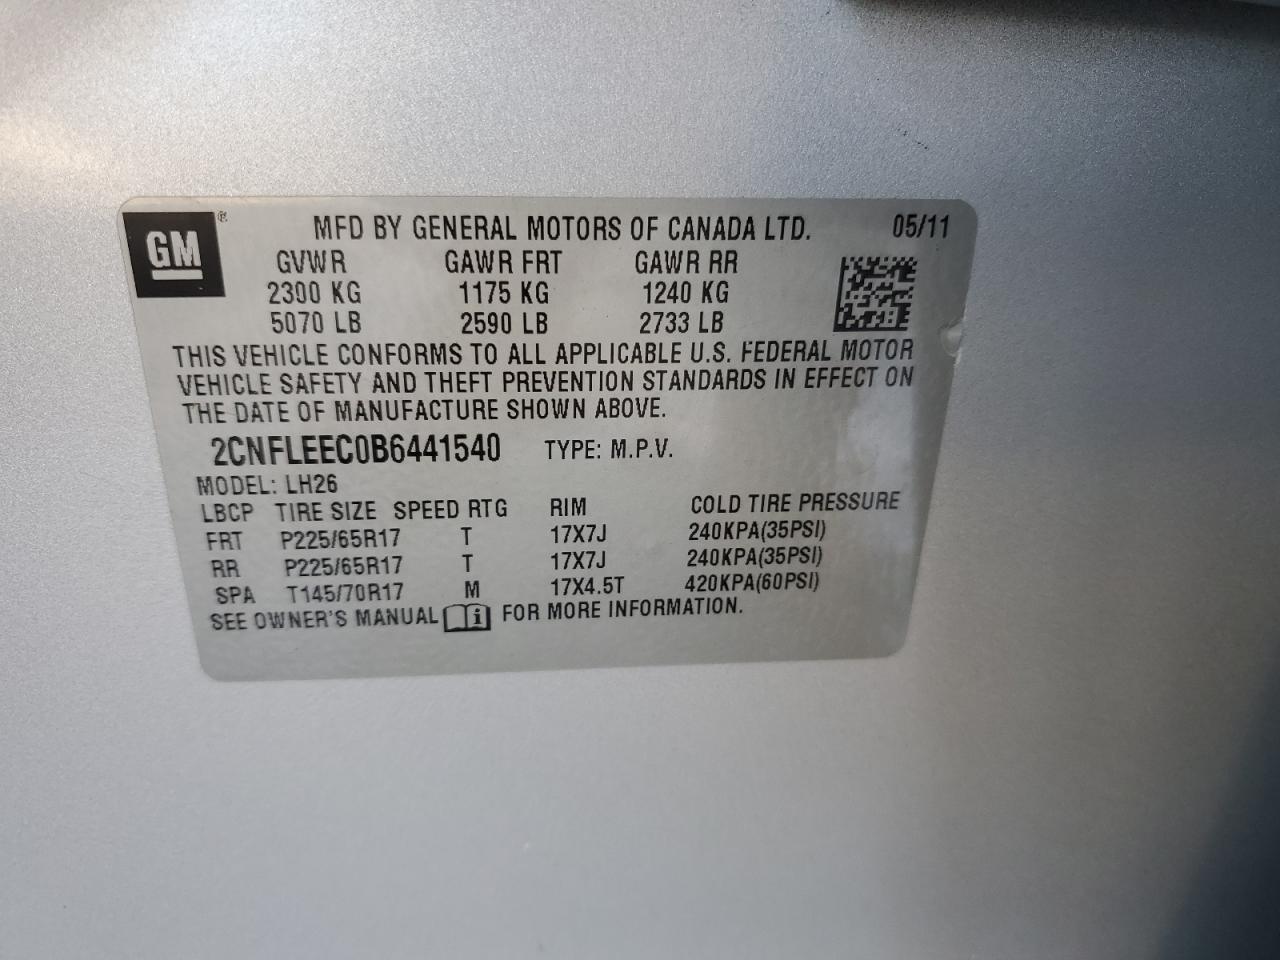 GM ® MFD BY GENERAL MOTORS OF CANADA LTD. 05/11
GVWR GAWR FRT GAWR RR
2300 KG 1175 KG 1240 KG
5070 LB 2590 LB 2733 LB
THIS VEHICLE CONFORMS TO ALL APPLICABLE U.S. FEDERAL MOTOR
VEHICLE SAFETY AND THEFT PREVENTION STANDARDS IN EFFECT ON
THE DATE OF MANUFACTURE SHOWN ABOVE.
2CNFLEEC0B6441540 TYPE: M.P.V.
MODEL: LH26
LBCP TIRE SIZE SPEED RTG RIM COLD TIRE PRESSURE
FRT P225/65R17 T 17X7J 240KPA(35PSI)
RR P225/65R17 T 17X7J 240KPA(35PSI)
SPA T145/70R17 M 17X4.5T 420KPA(60PSI)
SEE OWNER'S MANUAL i FOR MORE INFORMATION.